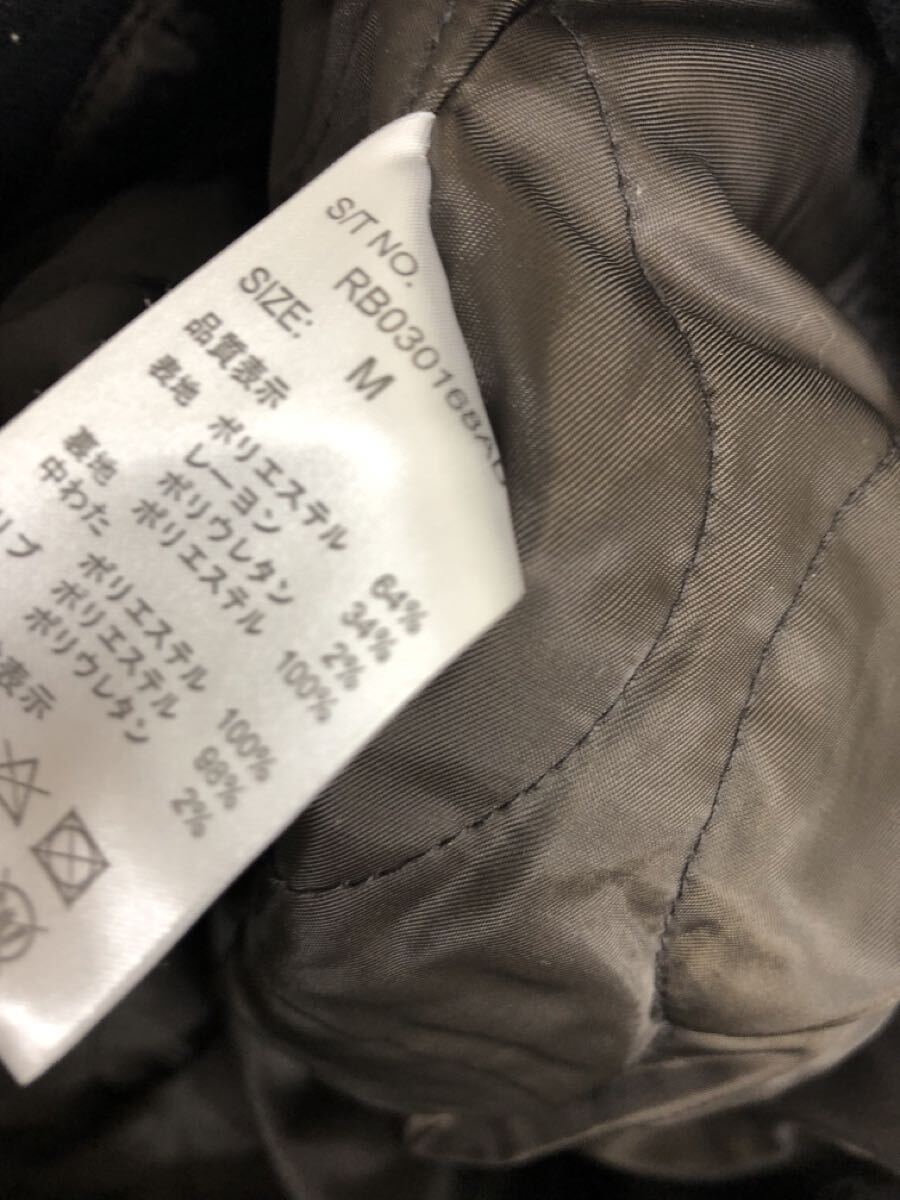 S/T NO. RB030168
SIZE: M
品質表示
表地 ポリエステル 64%
レーヨン 34%
ポリウレタン 2%
裏地 ポリエステル 100%
中わた ポリエステル 100%
リブ ポリエステル 98%
ポリウレタン 2%
表示